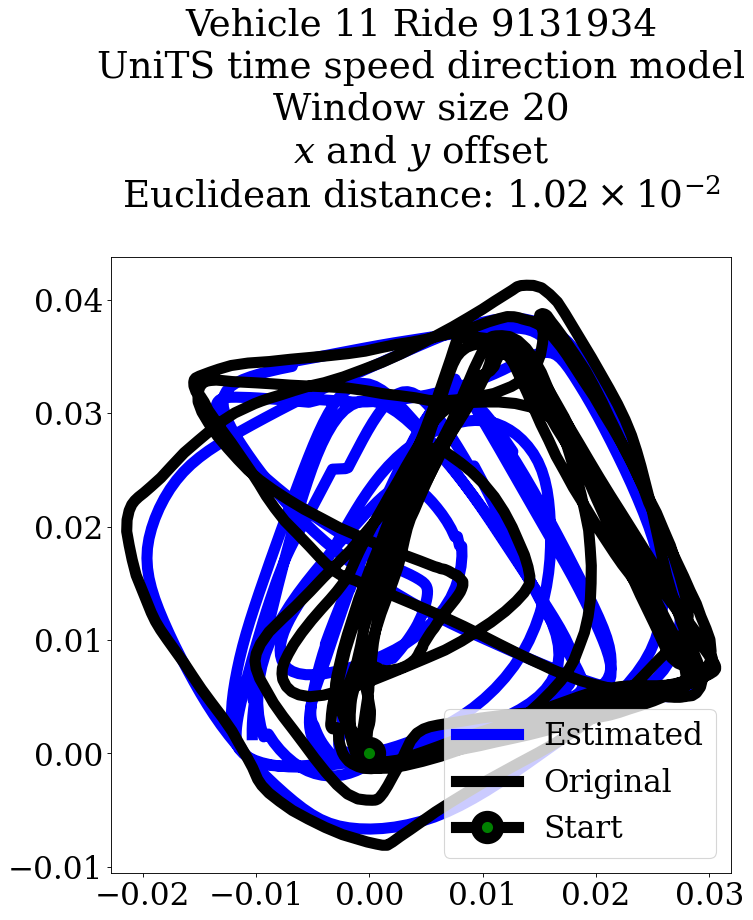 Vehicle 11 Ride 9131934
UniTS time speed direction model
Window size 20
x and y offset
Euclidean distance: 1.02 × 10⁻²
0.04
0.03
0.02
0.01
0.00
−0.01
−0.02 −0.01 0.00 0.01 0.02 0.03
Estimated
Original
Start